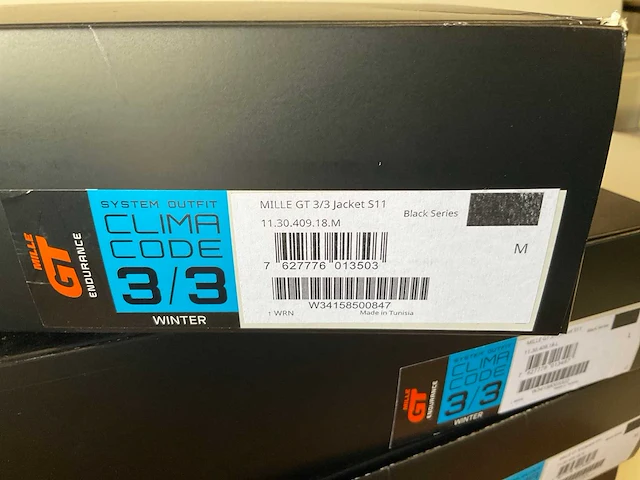 MILLE
GT
ENDURANCE
SYSTEM OUTFIT
CLIMA
CODE
3/3
WINTER
MILLE GT 3/3 Jacket S11
11.30.409.18.M
Black Series
M
7 627776 013503
W34158500847
↑ WRN
Made in Tunisia
MILLE
GT
ENDURANCE
SYSTEM OUTFIT
CLIMA
CODE
3/3
WINTER